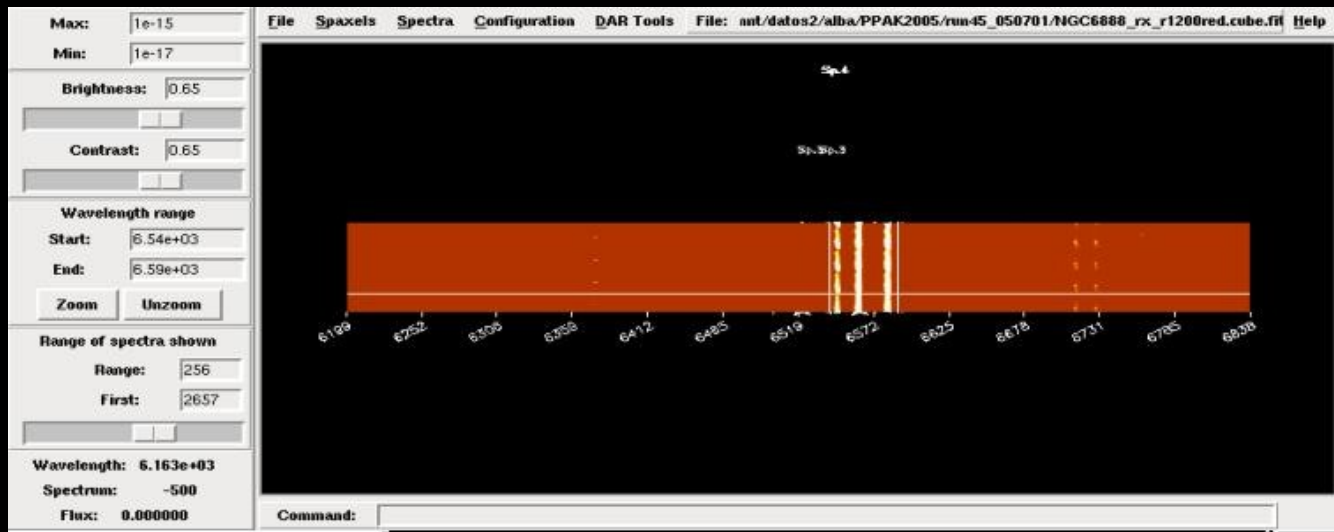 Max: 1e-15
Min: 1e-17
Brightness: 0.65
Contrast: 0.65
Wavelength range
Start: 6.54e+03
End: 6.59e+03
Zoom Unzoom
Range of spectra shown
Range: 256
First: 2657
Wavelength: 6.163e+03
Spectrum: -500
Flux: 0.000000
File Spaxels Spectra Configuration DAR Tools File: nnt/datos2/alba/PPAK2005/run45_050701/NGC6888_rx_r1200red.cube.fit Help
Sp.4
Sp.3
6199 6252 6306 6359 6412 6465 6519 6572 6625 6678 6731 6785 6838
Command: